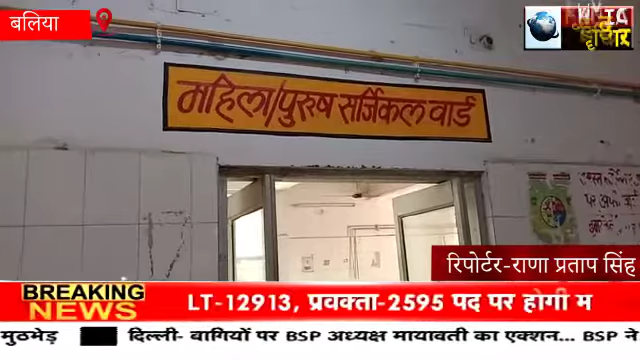 बलिया
महिला/पुरुष सर्जिकल वार्ड
रिपोर्टर-राणा प्रताप सिंह
BREAKING
NEWS
LT-12913, प्रवक्ता-2595 पद पर होगी म
मुठभेड़ दिल्ली- बागियों पर BSP अध्यक्ष मायावती का एक्शन... BSP ने